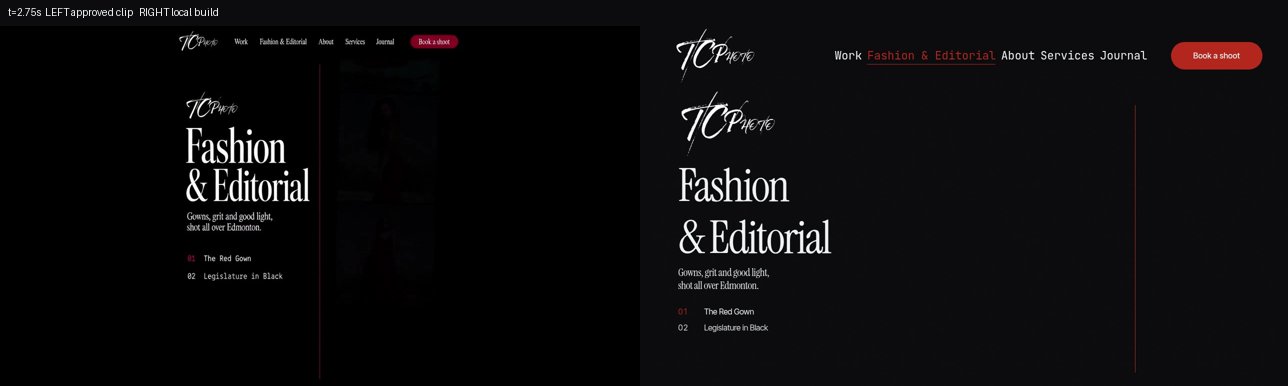 t=2.75s LEFT approved clip RIGHT local build
TCPHOTO Work Fashion & Editorial About Services Journal Book a shoot
TCPHOTO
Fashion
& Editorial
Gowns, grit and good light,
shot all over Edmonton.
01 The Red Gown
02 Legislature in Black
TCPHOTO Work Fashion & Editorial About Services Journal Book a shoot
TCPHOTO
Fashion
& Editorial
Gowns, grit and good light,
shot all over Edmonton.
01 The Red Gown
02 Legislature in Black